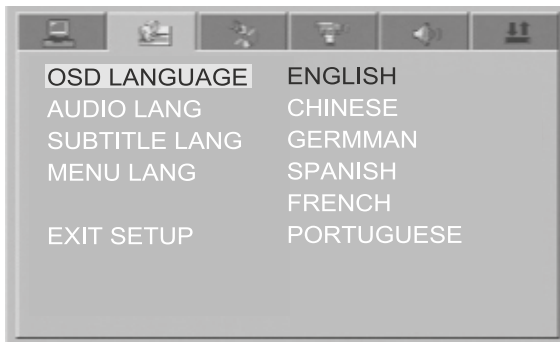 OSD LANGUAGE ENGLISH
AUDIO LANG CHINESE
SUBTITLE LANG GERMMAN
MENU LANG SPANISH
FRENCH
EXIT SETUP PORTUGUESE